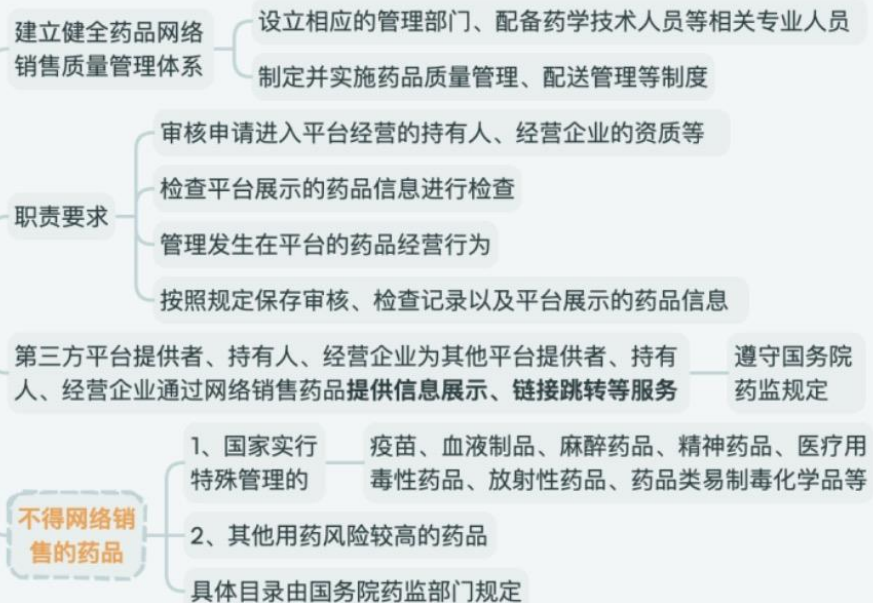 建立健全药品网络
销售质量管理体系
设立相应的管理部门、配备药学技术人员等相关专业人员
制定并实施药品质量管理、配送管理等制度
职责要求
审核申请进入平台经营的持有人、经营企业的资质等
检查平台展示的药品信息进行检查
管理发生在平台的药品经营行为
按照规定保存审核、检查记录以及平台展示的药品信息
第三方平台提供者、持有人、经营企业为其他平台提供者、持有
人、经营企业通过网络销售药品提供信息展示、链接跳转等服务
遵守国务院
药监规定
不得网络销
售的药品
1、国家实行
特殊管理的
疫苗、血液制品、麻醉药品、精神药品、医疗用
毒性药品、放射性药品、药品类易制毒化学品等
2、其他用药风险较高的药品
具体目录由国务院药监部门规定